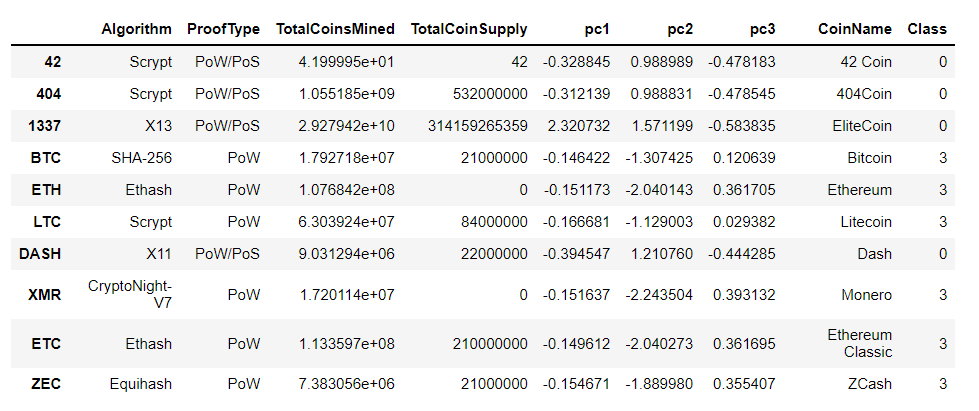 Algorithm ProofType TotalCoinsMined TotalCoinSupply pc1 pc2 pc3 CoinName Class
42 Scrypt PoW/PoS 4.199995e+01 42 -0.328845 0.988989 -0.478183 42 Coin 0
404 Scrypt PoW/PoS 1.055185e+09 532000000 -0.312139 0.988831 -0.478545 404Coin 0
1337 X13 PoW/PoS 2.927942e+10 314159265359 2.320732 1.571199 -0.583835 EliteCoin 0
BTC SHA-256 PoW 1.792718e+07 21000000 -0.146422 -1.307425 0.120639 Bitcoin 3
ETH Ethash PoW 1.076842e+08 0 -0.151173 -2.040143 0.361705 Ethereum 3
LTC Scrypt PoW 6.303924e+07 84000000 -0.166681 -1.129003 0.029382 Litecoin 3
DASH X11 PoW/PoS 9.031294e+06 22000000 -0.394547 1.210760 -0.444285 Dash 0
XMR CryptoNight-
V7 PoW 1.720114e+07 0 -0.151637 -2.243504 0.393132 Monero 3
ETC Ethash PoW 1.133597e+08 210000000 -0.149612 -2.040273 0.361695 Ethereum
Classic 3
ZEC Equihash PoW 7.383056e+06 21000000 -0.154671 -1.889980 0.355407 ZCash 3